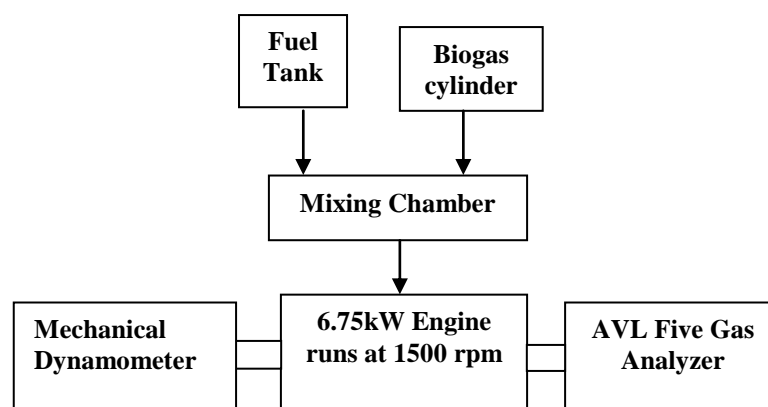 Fuel
Tank
Biogas
cylinder
Mixing Chamber
Mechanical
Dynamometer
6.75kW Engine
runs at 1500 rpm
AVL Five Gas
Analyzer